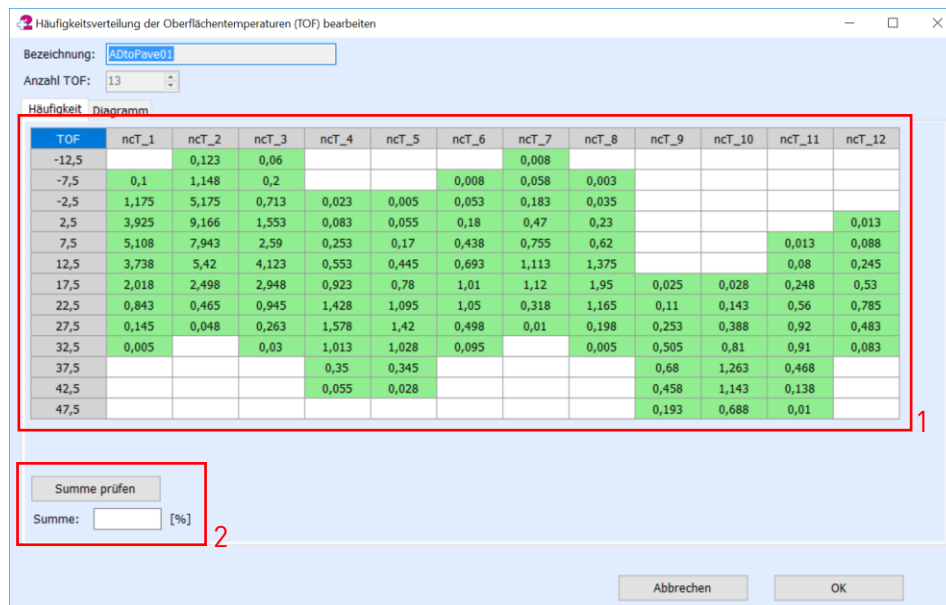 Häufigkeitsverteilung der Oberflächentemperaturen (TOF) bearbeiten
Bezeichnung: ADtoPave01
Anzahl TOF: 13
Häufigkeit Diagramm
TOF ncT_1 ncT_2 ncT_3 ncT_4 ncT_5 ncT_6 ncT_7 ncT_8 ncT_9 ncT_10 ncT_11 ncT_12
-12,5 0,123 0,06 0,008
-7,5 0,1 1,148 0,2 0,008 0,058 0,003
-2,5 1,175 5,175 0,713 0,023 0,005 0,053 0,183 0,035
2,5 3,925 9,166 1,553 0,083 0,055 0,18 0,47 0,23 0,013
7,5 5,108 7,943 2,59 0,253 0,17 0,438 0,755 0,62 0,013 0,088
12,5 3,738 5,42 4,123 0,553 0,445 0,693 1,113 1,375 0,08 0,245
17,5 2,018 2,498 2,948 0,923 0,78 1,01 1,12 1,95 0,025 0,028 0,248 0,53
22,5 0,843 0,465 0,945 1,428 1,095 1,05 0,318 1,165 0,11 0,143 0,56 0,785
27,5 0,145 0,048 0,263 1,578 1,42 0,498 0,01 0,198 0,253 0,388 0,92 0,483
32,5 0,005 0,03 1,013 1,028 0,095 0,005 0,505 0,81 0,91 0,083
37,5 0,35 0,345 0,68 1,263 0,468
42,5 0,055 0,028 0,458 1,143 0,138
47,5 0,193 0,688 0,01
1
Summe prüfen
Summe: [%]
2
Abbrechen OK